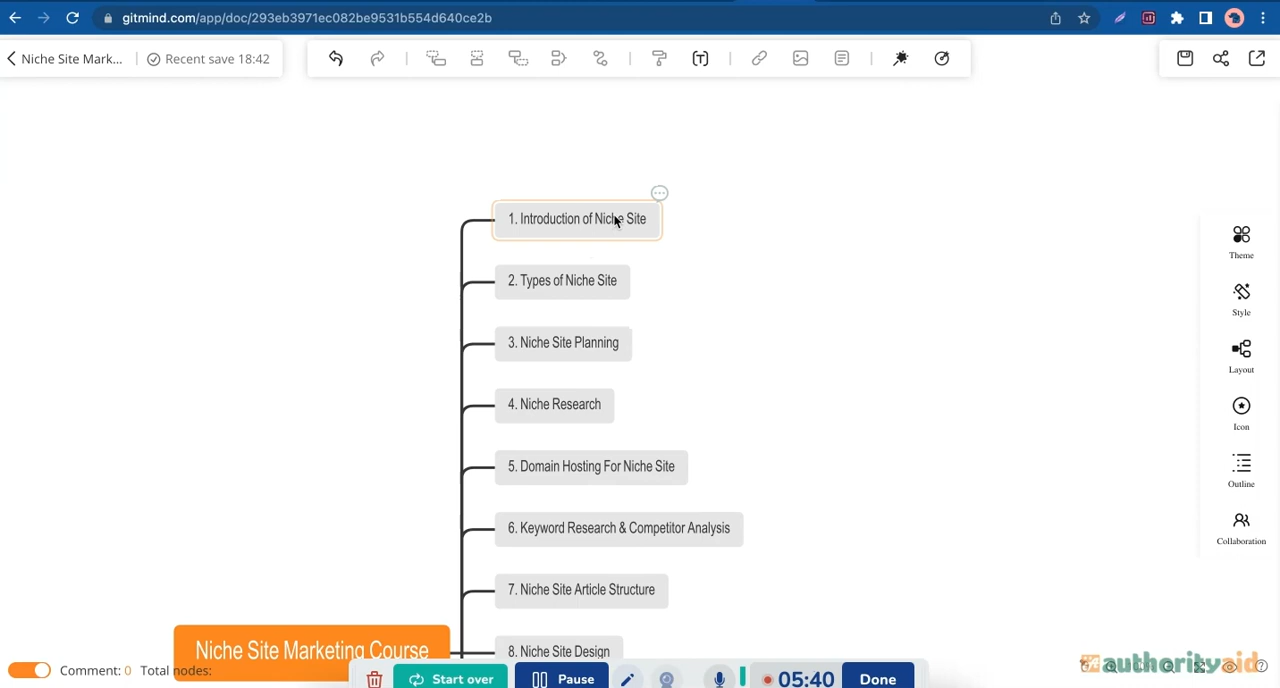 gitmind.com/app/doc/293eb3971ec082be9531b554d640ce2b
Niche Site Mark...
Recent save 18:42
1. Introduction of Niche Site
2. Types of Niche Site
3. Niche Site Planning
4. Niche Research
5. Domain Hosting For Niche Site
6. Keyword Research & Competitor Analysis
7. Niche Site Article Structure
8. Niche Site Design
Niche Site Marketing Course
Theme
Style
Layout
Icon
Outline
Collaboration
Comment: 0 Total nodes:
Start over
Pause
05:40
Done
authorityaid